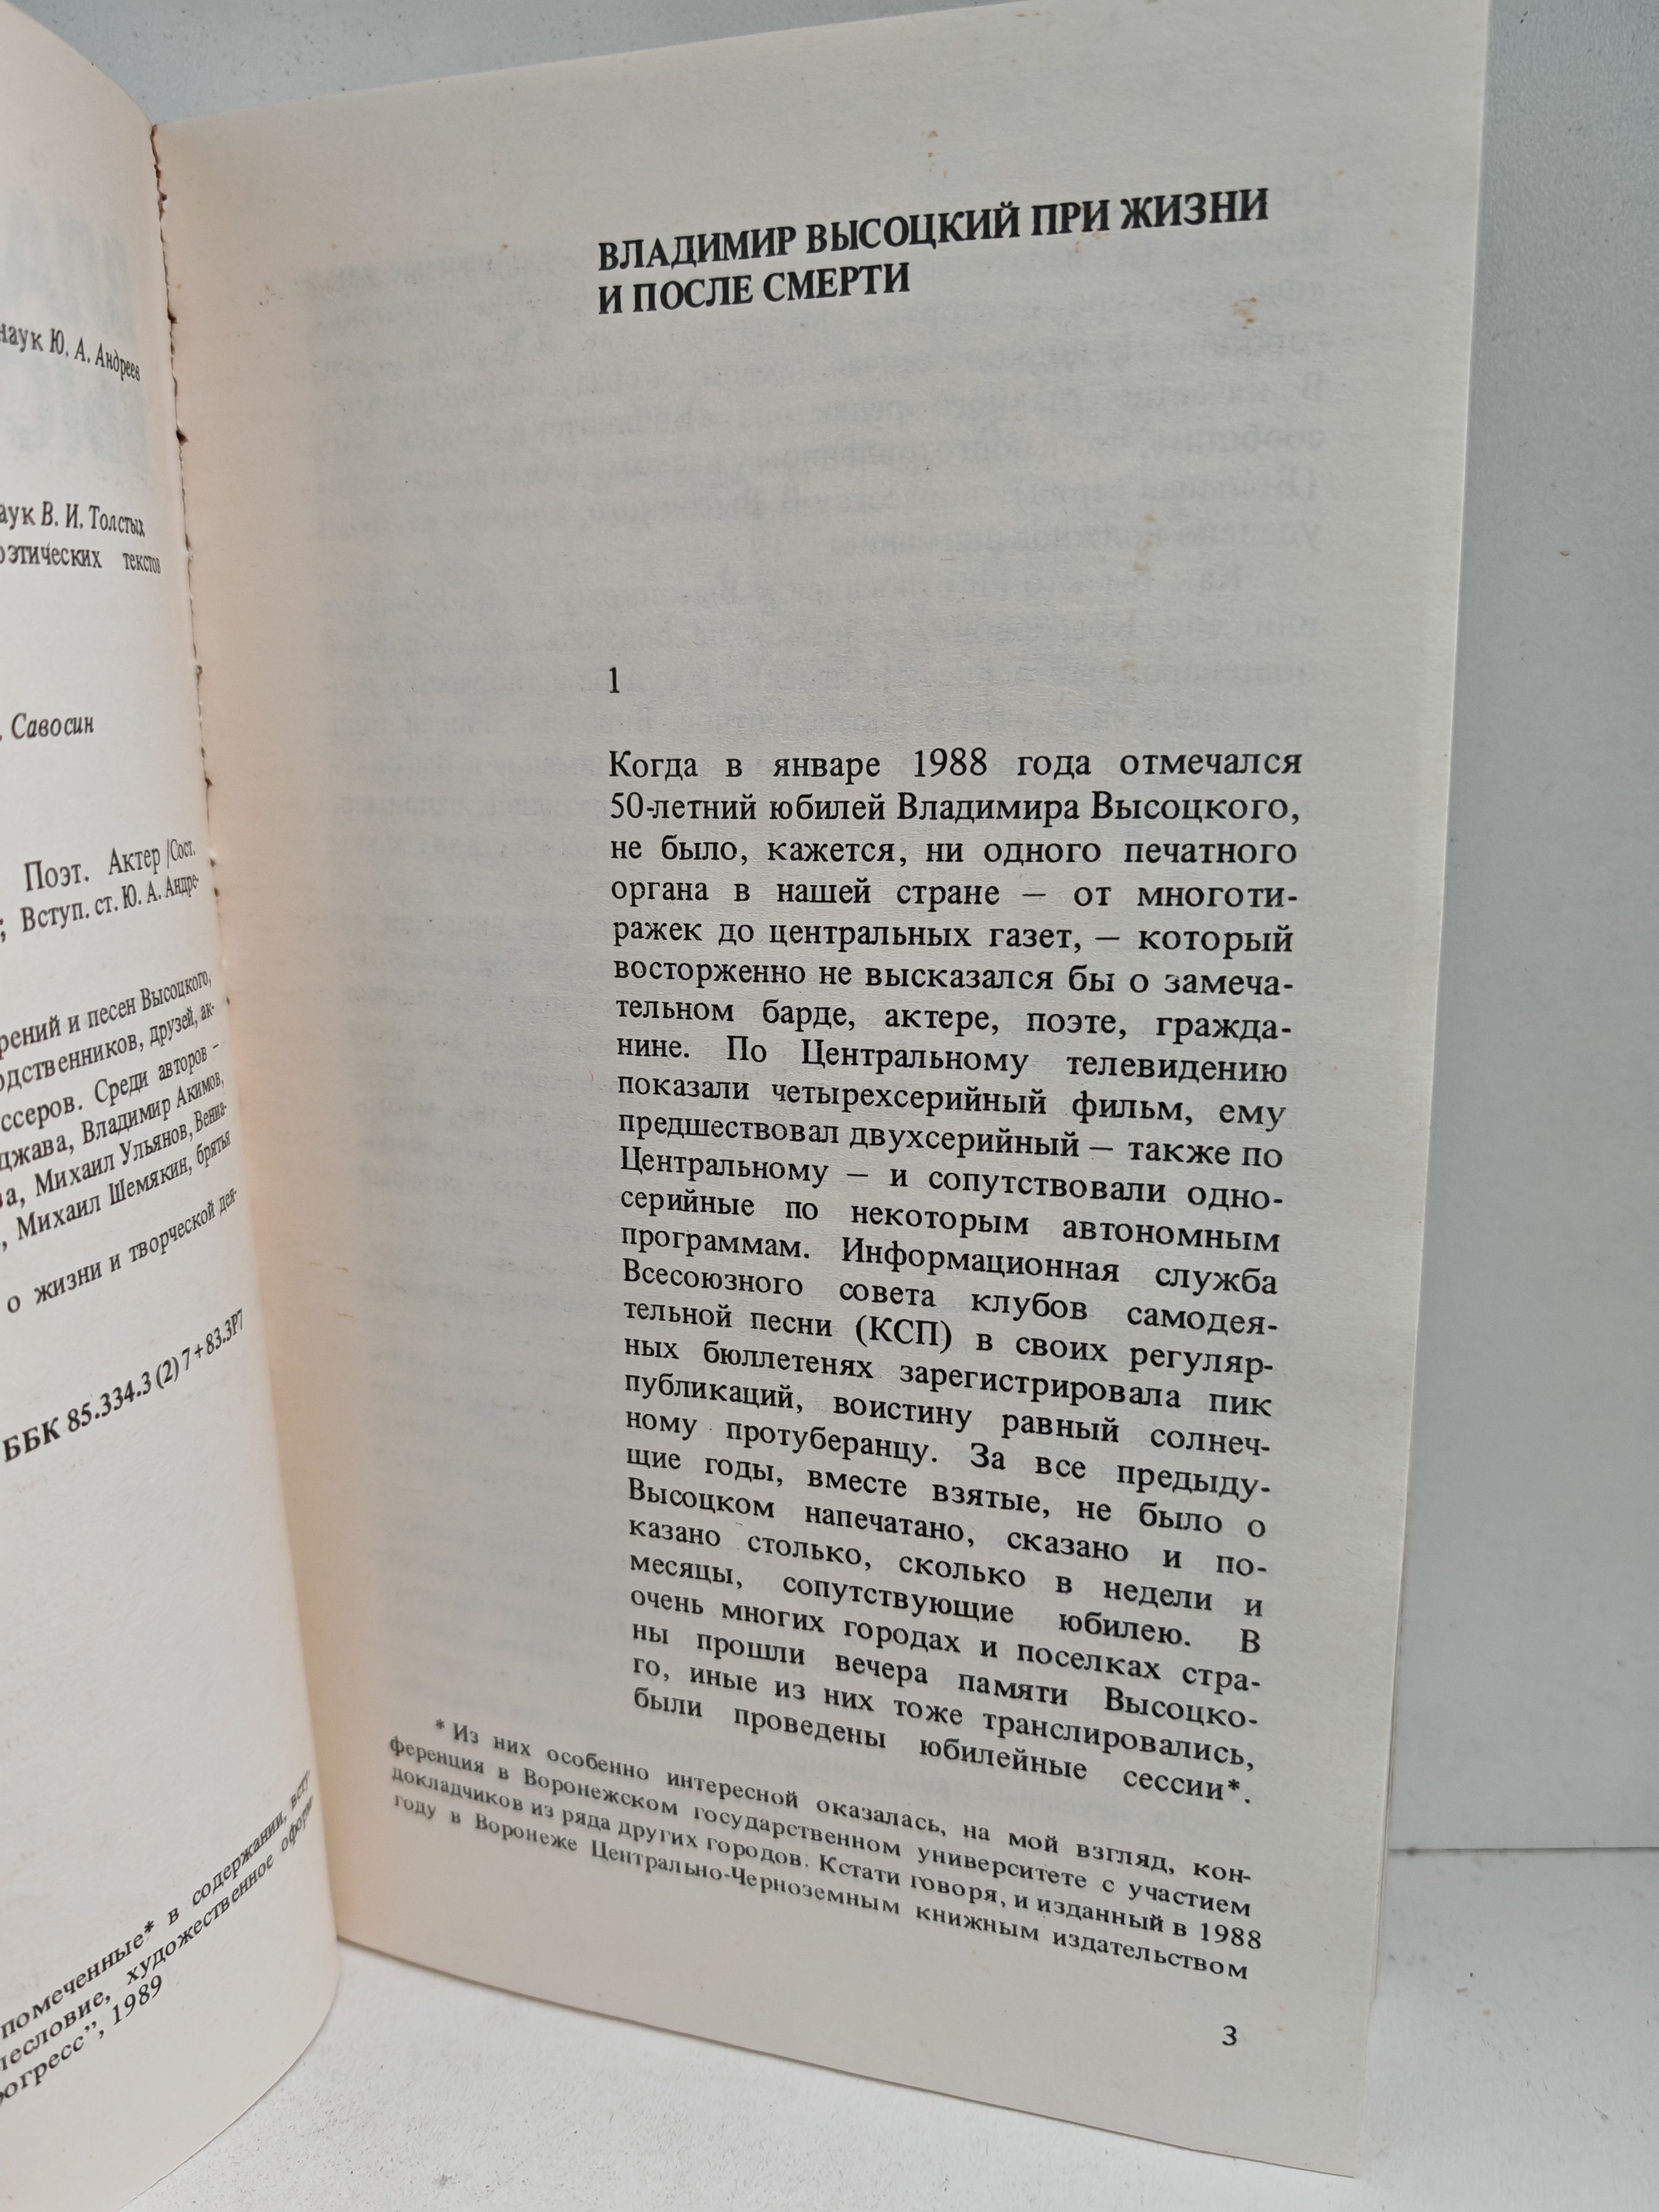 наук Ю. А. Андреев
наук В. И. Толстых
поэтических текстов
Савосин
Поэт. Актер /Сост.
; Вступ. ст. Ю. А. Андре-
и песен Высоцкого,
родственников, друзей, ак-
Среди авторов –
Владимир Акимов,
Михаил Ульянов, Вениа-
, Михаил Шемякин, братья
о жизни и творческой дея-
ББК 85.334.3 (2) 7+83.3Р7
помеченные* в содержании, всту-
художественное оформ-
1989
ВЛАДИМИР ВЫСОЦКИЙ ПРИ ЖИЗНИ
И ПОСЛЕ СМЕРТИ
1
Когда в январе 1988 года отмечался
50-летний юбилей Владимира Высоцкого,
не было, кажется, ни одного печатного
органа в нашей стране – от многоти-
ражек до центральных газет, – который
восторженно не высказался бы о замеча-
тельном барде, актере, поэте, гражда-
нине. По Центральному телевидению
показали четырехсерийный фильм, ему
предшествовал двухсерийный – также по
Центральному – и сопутствовали одно-
серийные по некоторым автономным
программам. Информационная служба
Всесоюзного совета клубов самодея-
тельной песни (КСП) в своих регуляр-
ных бюллетенях зарегистрировала пик
публикаций, воистину равный солнеч-
ному протуберанцу. За все предыду-
щие годы, вместе взятые, не было о
Высоцком напечатано, сказано и по-
казано столько, сколько в недели и
месяцы, сопутствующие юбилею. В
очень многих городах и поселках стра-
ны прошли вечера памяти Высоцко-
го, иные из них тоже транслировались,
были проведены юбилейные сессии*.
* Из них особенно интересной оказалась, на мой взгляд, кон-
ференция в Воронежском государственном университете с участием
докладчиков из ряда других городов. Кстати говоря, и изданный в 1988
году в Воронеже Центрально-Черноземным книжным издательством
3